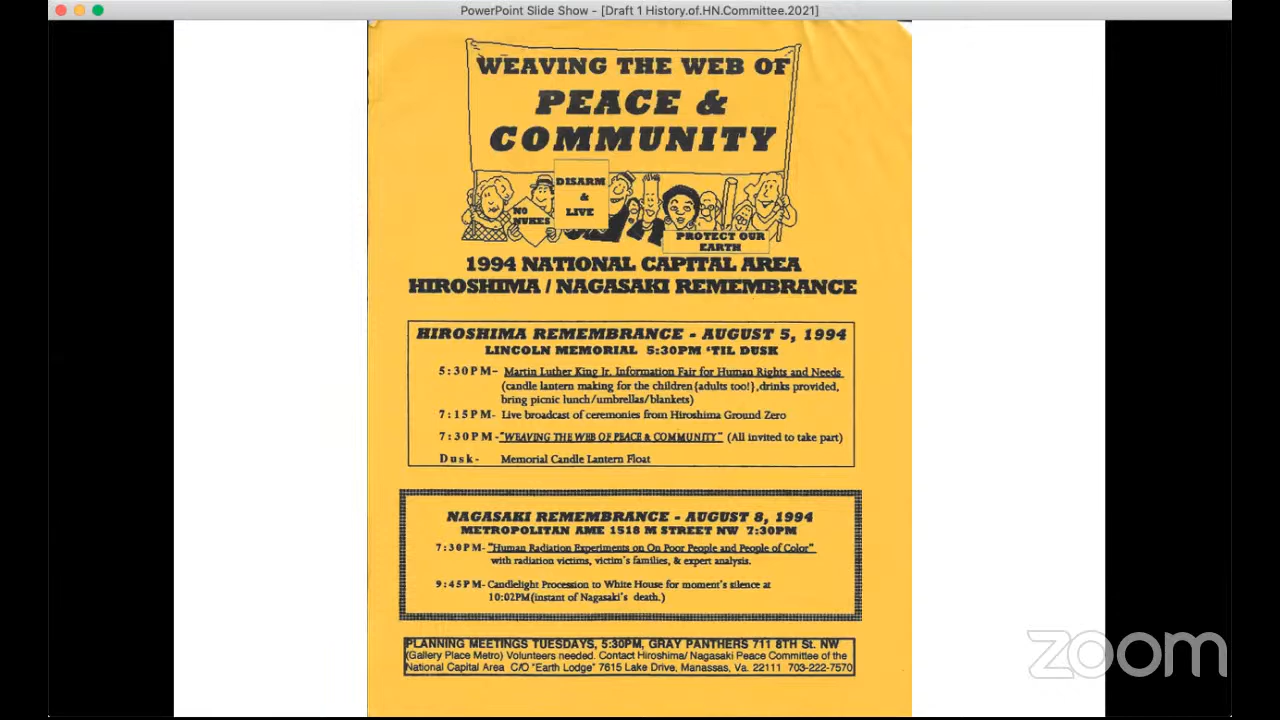 PowerPoint Slide Show - [Draft 1 History.of.HN.Committee.2021]
WEAVING THE WEB OF
PEACE &
COMMUNITY
DISARM
&
LIVE
NO
NUKES
PROTECT OUR
EARTH
1994 NATIONAL CAPITAL AREA
HIROSHIMA / NAGASAKI REMEMBRANCE
HIROSHIMA REMEMBRANCE - AUGUST 5, 1994
LINCOLN MEMORIAL 5:30PM 'TIL DUSK
5:30PM- Martin Luther King Jr. Information Fair for Human Rights and Needs
(candle lantern making for the children{adults too!},drinks provided,
bring picnic lunch/umbrellas/blankets)
7:15PM- Live broadcast of ceremonies from Hiroshima Ground Zero
7:30PM-"WEAVING THE WEB OF PEACE & COMMUNITY" (All invited to take part)
Dusk- Memorial Candle Lantern Float
NAGASAKI REMEMBRANCE - AUGUST 8, 1994
METROPOLITAN AME 1518 M STREET NW 7:30PM
7:30PM-"Human Radiation Experiments on On Poor People and People of Color"
with radiation victims, victim's families, & expert analysis.
9:45PM- Candlelight Procession to White House for moment's silence at
10:02PM(instant of Nagasaki's death.)
PLANNING MEETINGS TUESDAYS, 5:30PM, GRAY PANTHERS 711 8TH St. NW
(Gallery Place Metro) Volunteers needed. Contact Hiroshima/ Nagasaki Peace Committee of the
National Capital Area C/O "Earth Lodge" 7615 Lake Drive, Manassas, Va. 22111 703-222-7570
zoom